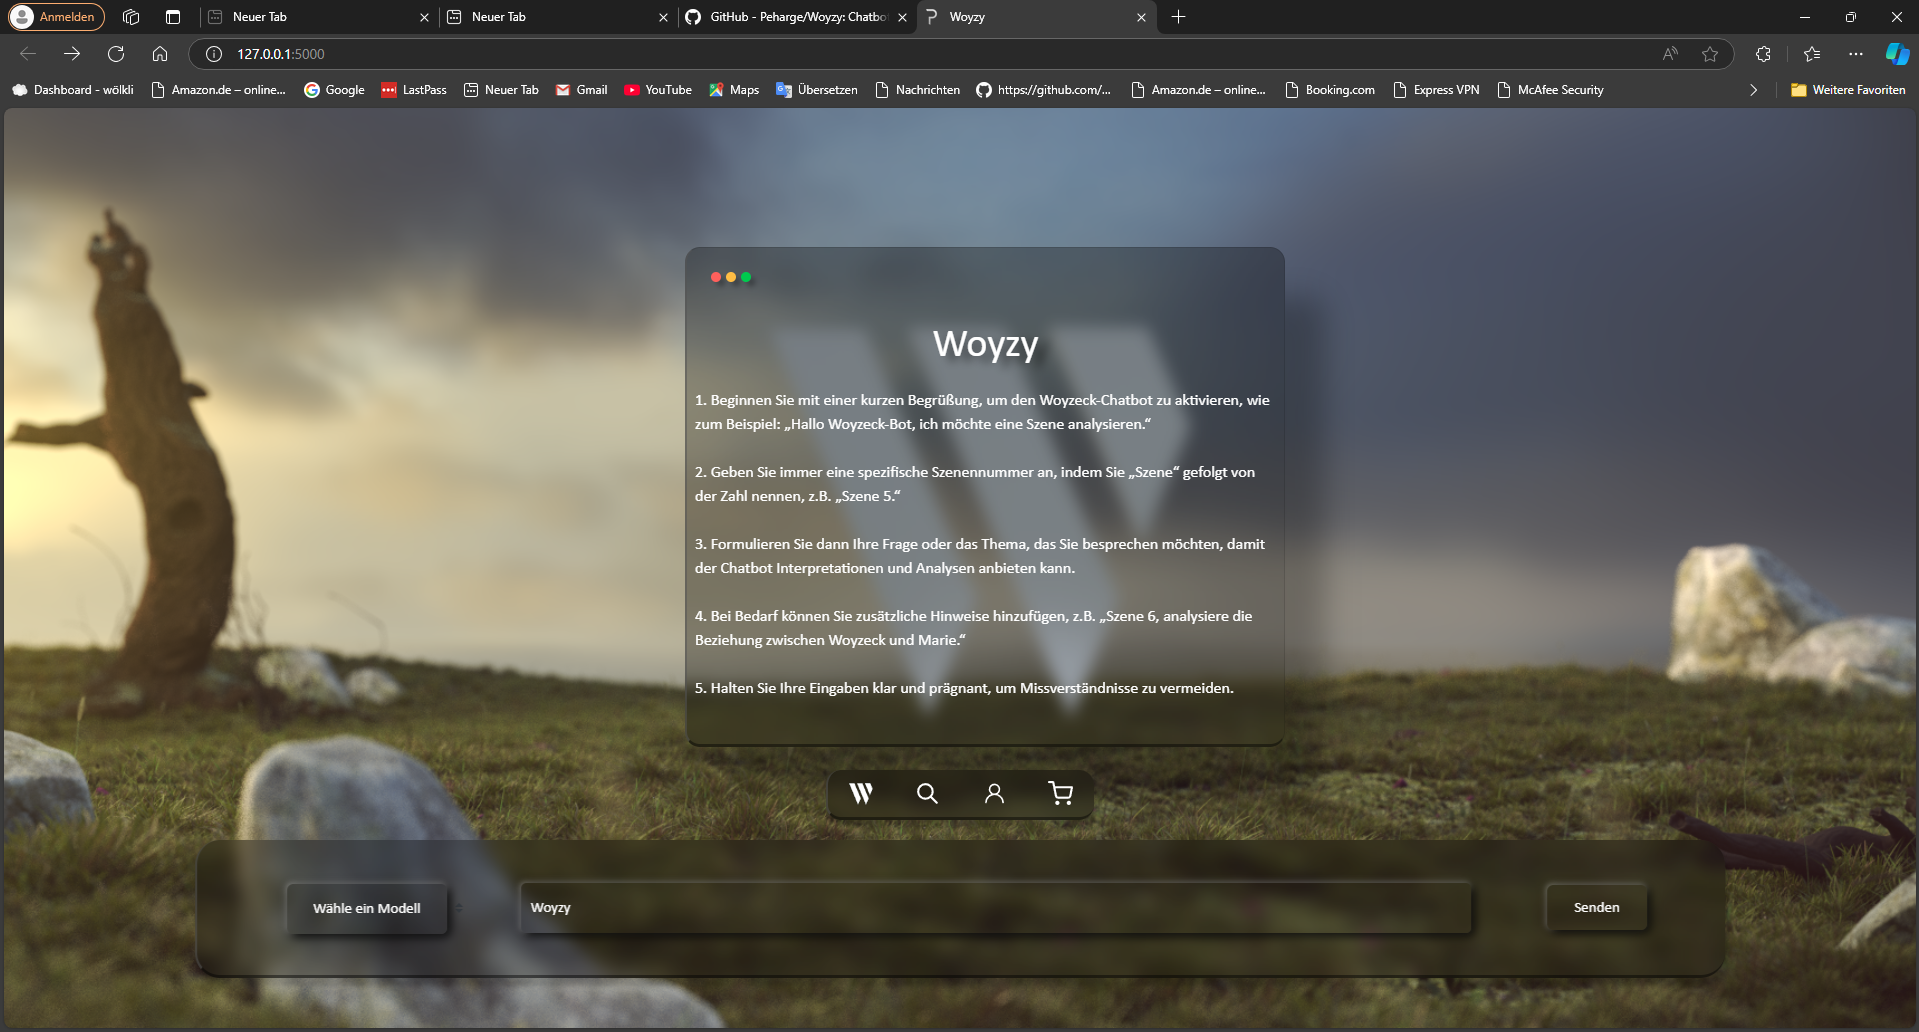 Anmelden
Neuer Tab
Neuer Tab
GitHub - Peharge/Woyzy: Chatbo
Woyzy
127.0.0.1:5000
Dashboard - wölkli
Amazon.de – online...
Google
LastPass
Neuer Tab
Gmail
YouTube
Maps
Übersetzen
Nachrichten
https://github.com/...
Amazon.de – online...
Booking.com
Express VPN
McAfee Security
Weitere Favoriten
Woyzy
1. Beginnen Sie mit einer kurzen Begrüßung, um den Woyzeck-Chatbot zu aktivieren, wie
zum Beispiel: „Hallo Woyzeck-Bot, ich möchte eine Szene analysieren.“
2. Geben Sie immer eine spezifische Szenennummer an, indem Sie „Szene“ gefolgt von
der Zahl nennen, z.B. „Szene 5.“
3. Formulieren Sie dann Ihre Frage oder das Thema, das Sie besprechen möchten, damit
der Chatbot Interpretationen und Analysen anbieten kann.
4. Bei Bedarf können Sie zusätzliche Hinweise hinzufügen, z.B. „Szene 6, analysiere die
Beziehung zwischen Woyzeck und Marie.“
5. Halten Sie Ihre Eingaben klar und prägnant, um Missverständnisse zu vermeiden.
Wähle ein Modell
Woyzy
Senden